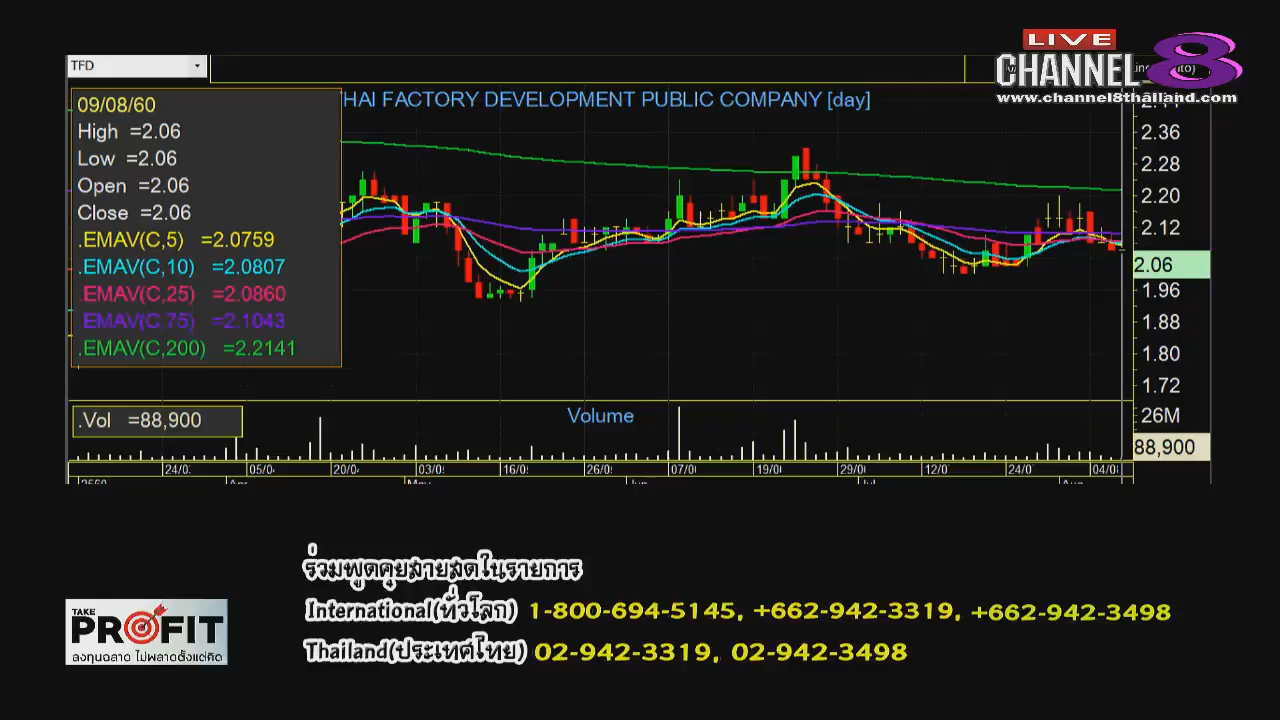 LIVE
CHANNEL 8
www.channel8thailand.com
TFD
09/08/60
High =2.06
Low =2.06
Open =2.06
Close =2.06
.EMAV(C,5) =2.0759
.EMAV(C,10) =2.0807
.EMAV(C,25) =2.0860
.EMAV(C,75) =2.1043
.EMAV(C,200) =2.2141
HAI FACTORY DEVELOPMENT PUBLIC COMPANY [day]
2.36
2.28
2.20
2.12
2.06
1.96
1.88
1.80
1.72
.Vol =88,900
Volume
26M
88,900
24/0 05/0 20/0 03/0 16/0 26/0 07/0 19/0 29/0 12/0 24/0 04/0
2560 Apr May Jun Jul Aug
ร่วมพูดคุยสายสดในรายการ
International(ทั่วโลก) 1-800-694-5145, +662-942-3319, +662-942-3498
Thailand(ประเทศไทย) 02-942-3319, 02-942-3498
TAKE
PROFIT
ลงทุนฉลาด ไม่พลาดตั้งแต่คิด